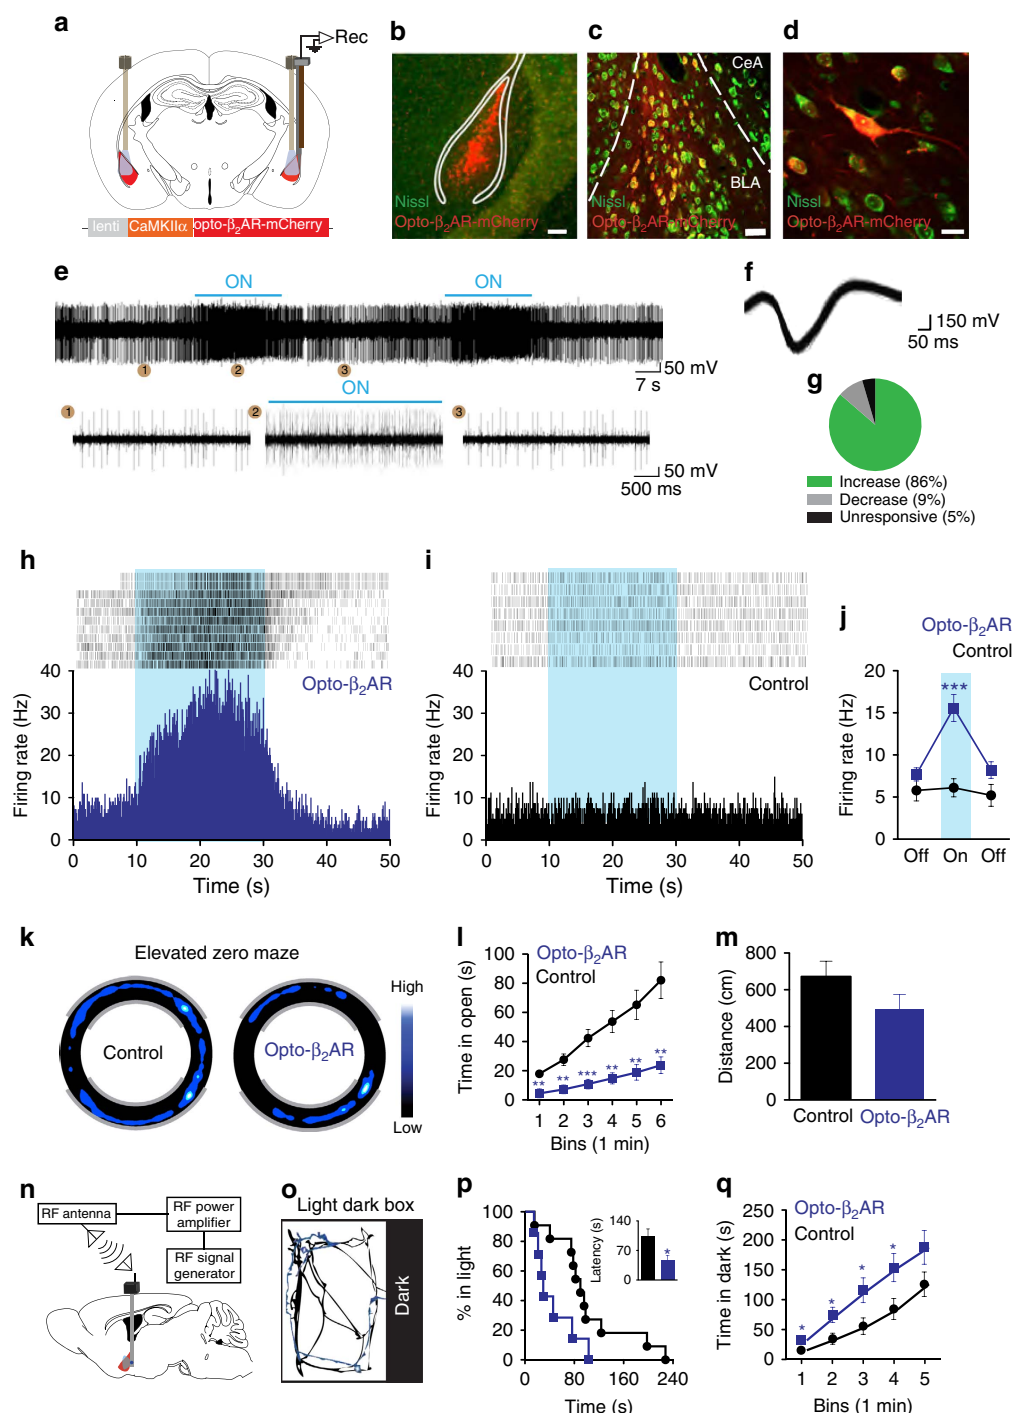 a
Rec
lenti CaMKIIα opto-β₂AR-mCherry
b
Nissl
Opto-β₂AR-mCherry
c
CeA
BLA
Nissl
Opto-β₂AR-mCherry
d
Nissl
Opto-β₂AR-mCherry
e
ON
ON
1
2
3
50 mV
7 s
1
2
ON
3
50 mV
500 ms
f
150 mV
50 ms
g
Increase (86%)
Decrease (9%)
Unresponsive (5%)
h
Opto-β₂AR
Firing rate (Hz)
40
30
20
10
0
0 10 20 30 40 50
Time (s)
i
Control
Firing rate (Hz)
40
30
20
10
0
0 10 20 30 40 50
Time (s)
j
Opto-β₂AR
Control
Firing rate (Hz)
20
15
10
5
0
***
Off On Off
k
Elevated zero maze
Control
Opto-β₂AR
High
Low
l
Opto-β₂AR
Control
Time in open (s)
100
80
60
40
20
0
** ** *** ** ** **
1 2 3 4 5 6
Bins (1 min)
m
Distance (cm)
800
600
400
200
0
Control Opto-β₂AR
n
RF antenna
RF power
amplifier
RF signal
generator
o
Light dark box
Dark
p
% in light
100
80
60
40
20
0
0 80 160 240
Time (s)
Latency (s)
140
70
0
*
q
Opto-β₂AR
Control
Time in dark (s)
250
200
150
100
50
0
* * * *
1 2 3 4 5
Bins (1 min)